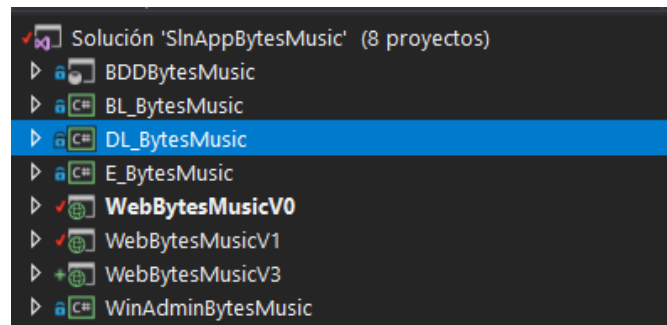 Solución 'SlnAppBytesMusic' (8 proyectos)
BDDBytesMusic
C# BL_BytesMusic
C# DL_BytesMusic
C# E_BytesMusic
WebBytesMusicV0
WebBytesMusicV1
WebBytesMusicV3
C# WinAdminBytesMusic